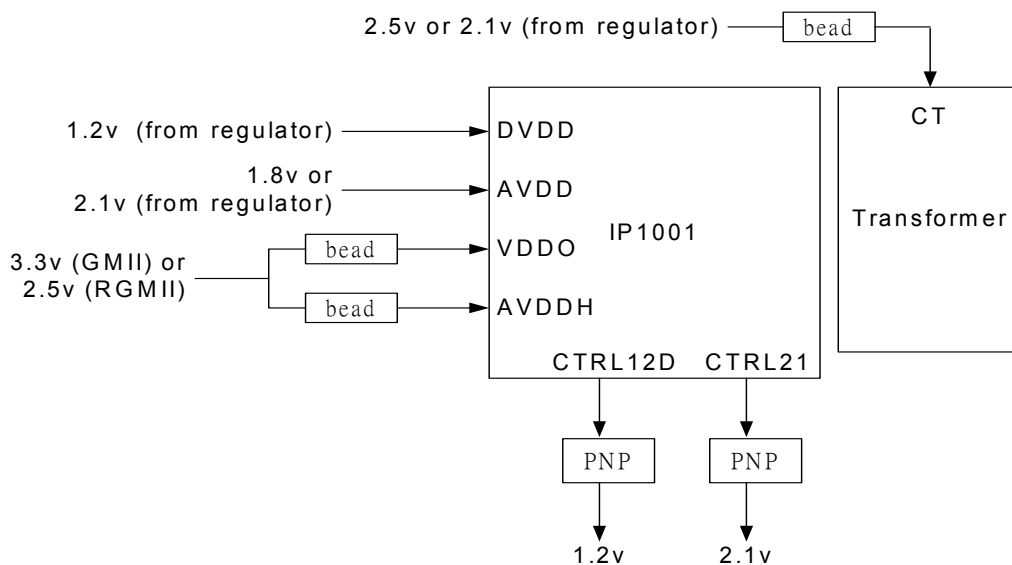 2.5v or 2.1v (from regulator)
bead
CT
Transformer
1.2v (from regulator)
DVDD
1.8v or
2.1v (from regulator)
AVDD
IP1001
bead
VDDO
3.3v (GMII) or
2.5v (RGMII)
bead
AVDDH
CTRL12D
CTRL21
PNP
PNP
1.2v
2.1v